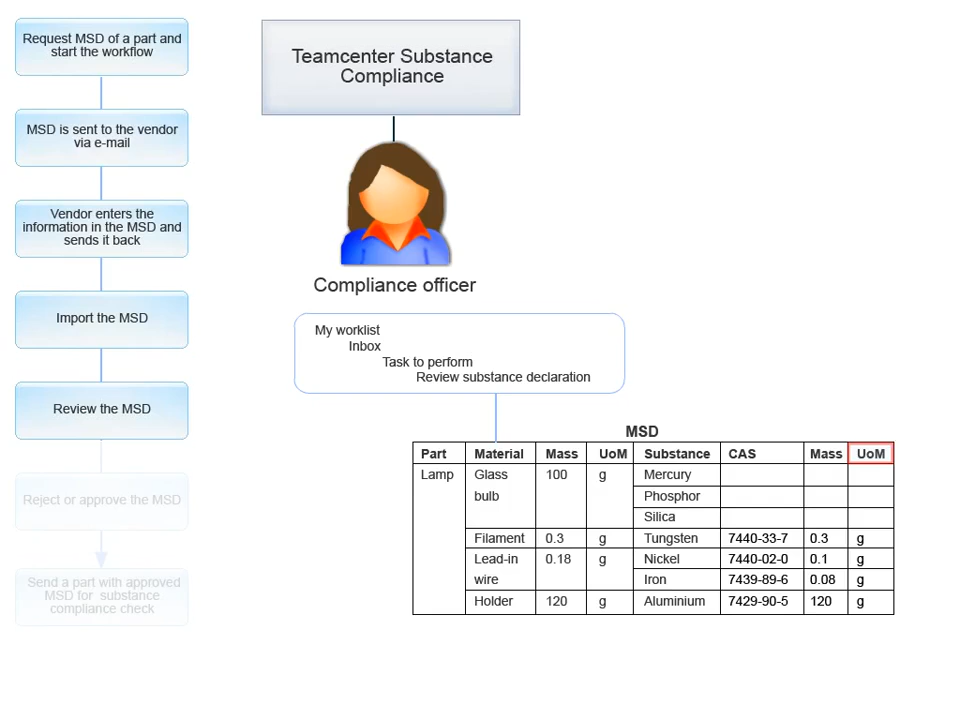 Request MSD of a part and
start the workflow
MSD is sent to the vendor
via e-mail
Vendor enters the
information in the MSD and
sends it back
Import the MSD
Review the MSD
Reject or approve the MSD
Send a part with approved
MSD for substance
compliance check
Teamcenter Substance
Compliance
Compliance officer
My worklist
Inbox
Task to perform
Review substance declaration
MSD
Part Material Mass UoM Substance CAS Mass UoM
Lamp Glass 100 g Mercury
bulb Phosphor
Silica
Filament 0.3 g Tungsten 7440-33-7 0.3 g
Lead-in 0.18 g Nickel 7440-02-0 0.1 g
wire Iron 7439-89-6 0.08 g
Holder 120 g Aluminium 7429-90-5 120 g